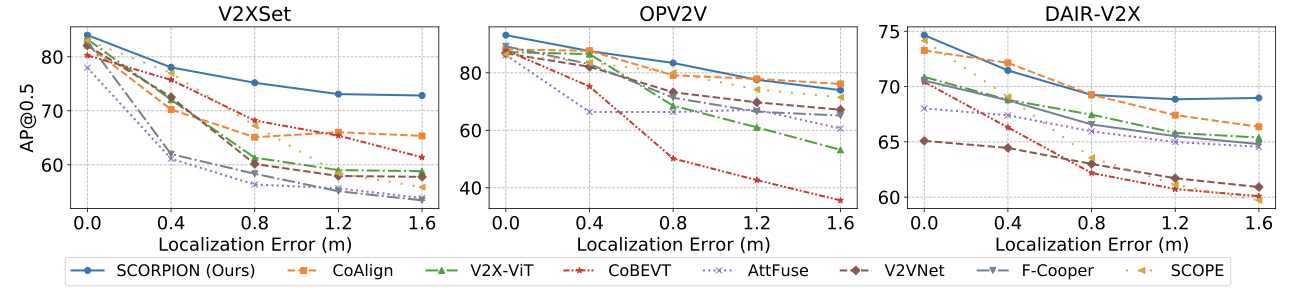 V2XSet
OPV2V
DAIR-V2X
AP@0.5
80
70
60
80
60
40
75
70
65
60
0.0 0.4 0.8 1.2 1.6
0.0 0.4 0.8 1.2 1.6
0.0 0.4 0.8 1.2 1.6
Localization Error (m)
Localization Error (m)
Localization Error (m)
SCORPION (Ours) CoAlign V2X-ViT CoBEVT AttFuse V2VNet F-Cooper SCOPE